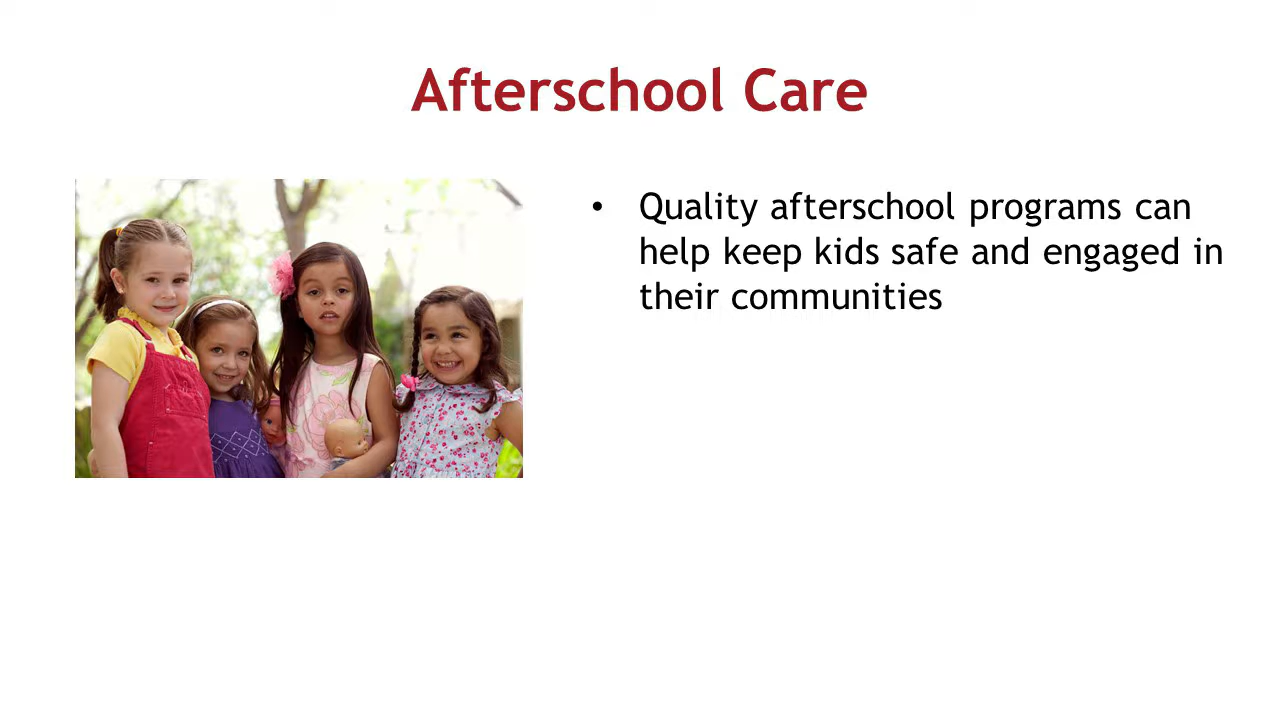 Afterschool Care
• Quality afterschool programs can
help keep kids safe and engaged in
their communities